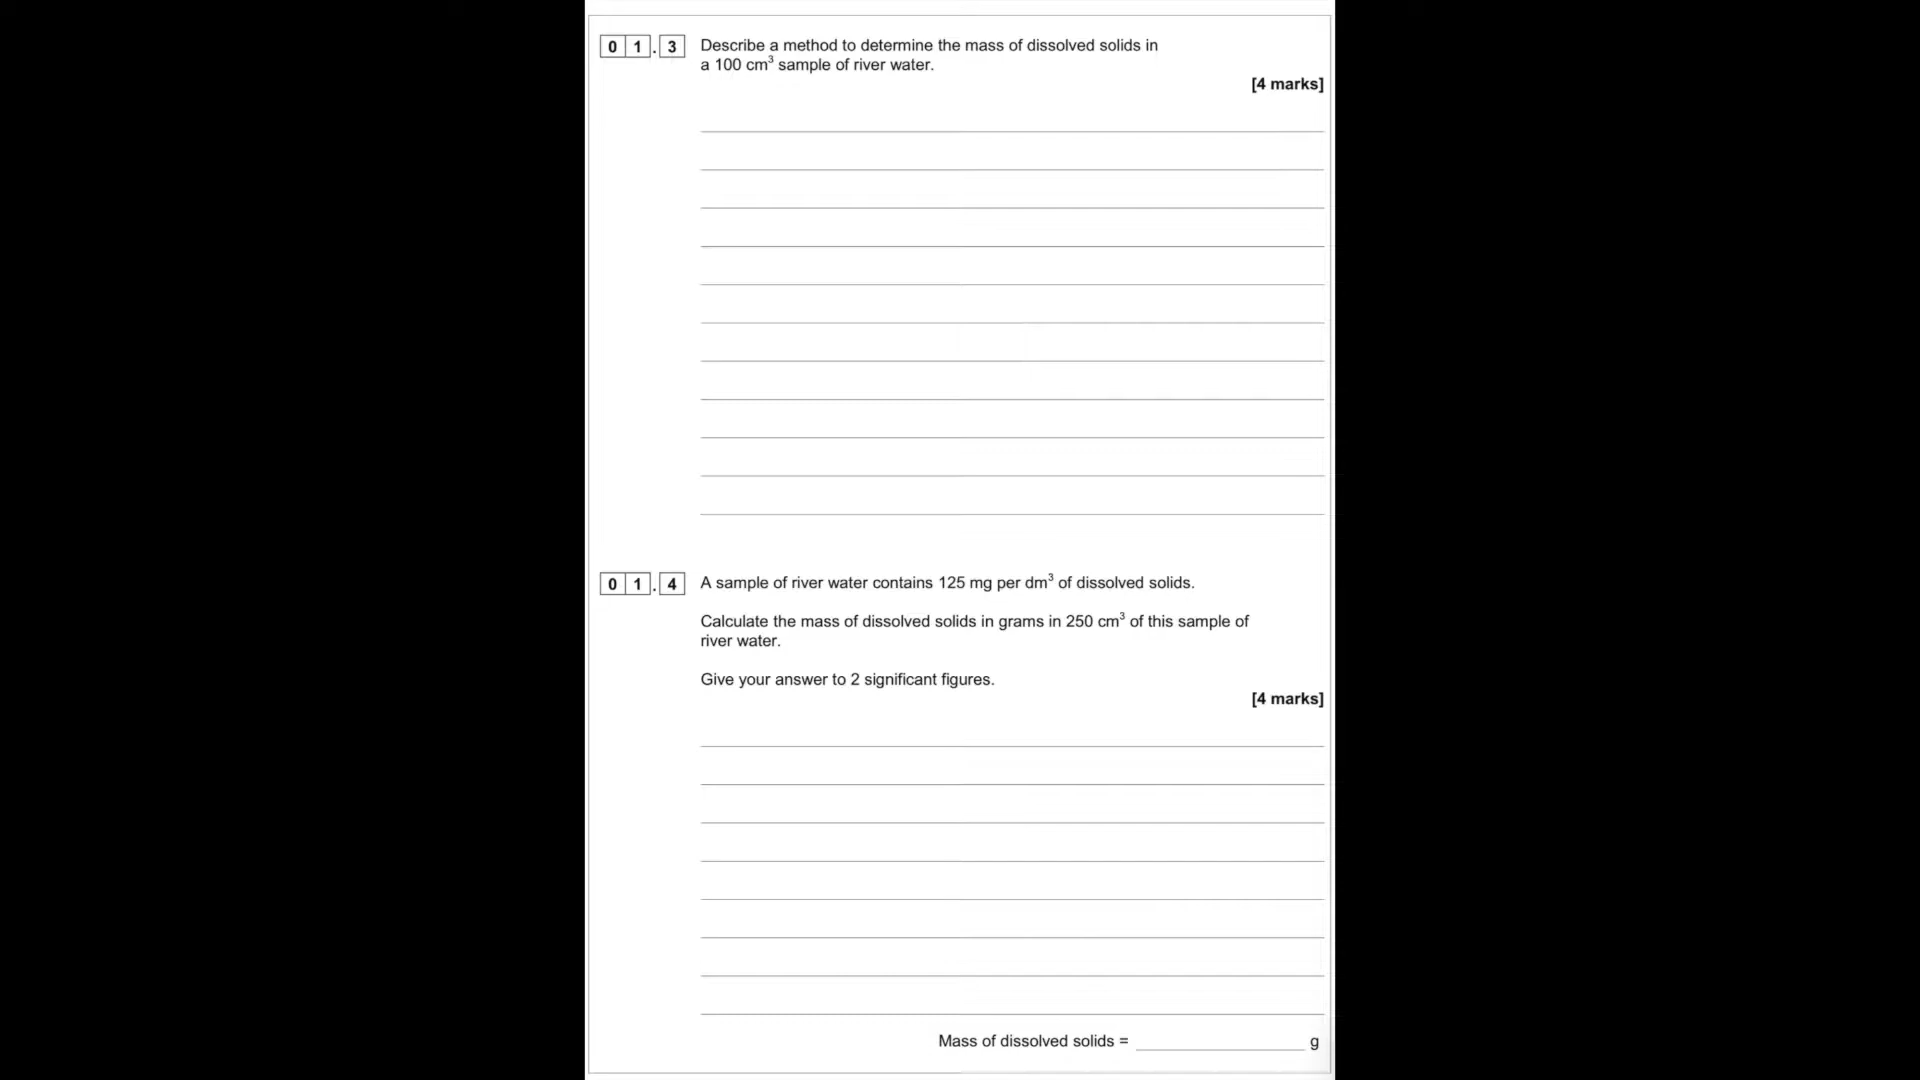 0 1 . 3 Describe a method to determine the mass of dissolved solids in
a 100 cm³ sample of river water.
[4 marks]
0 1 . 4 A sample of river water contains 125 mg per dm³ of dissolved solids.
Calculate the mass of dissolved solids in grams in 250 cm³ of this sample of
river water.
Give your answer to 2 significant figures.
[4 marks]
Mass of dissolved solids = g